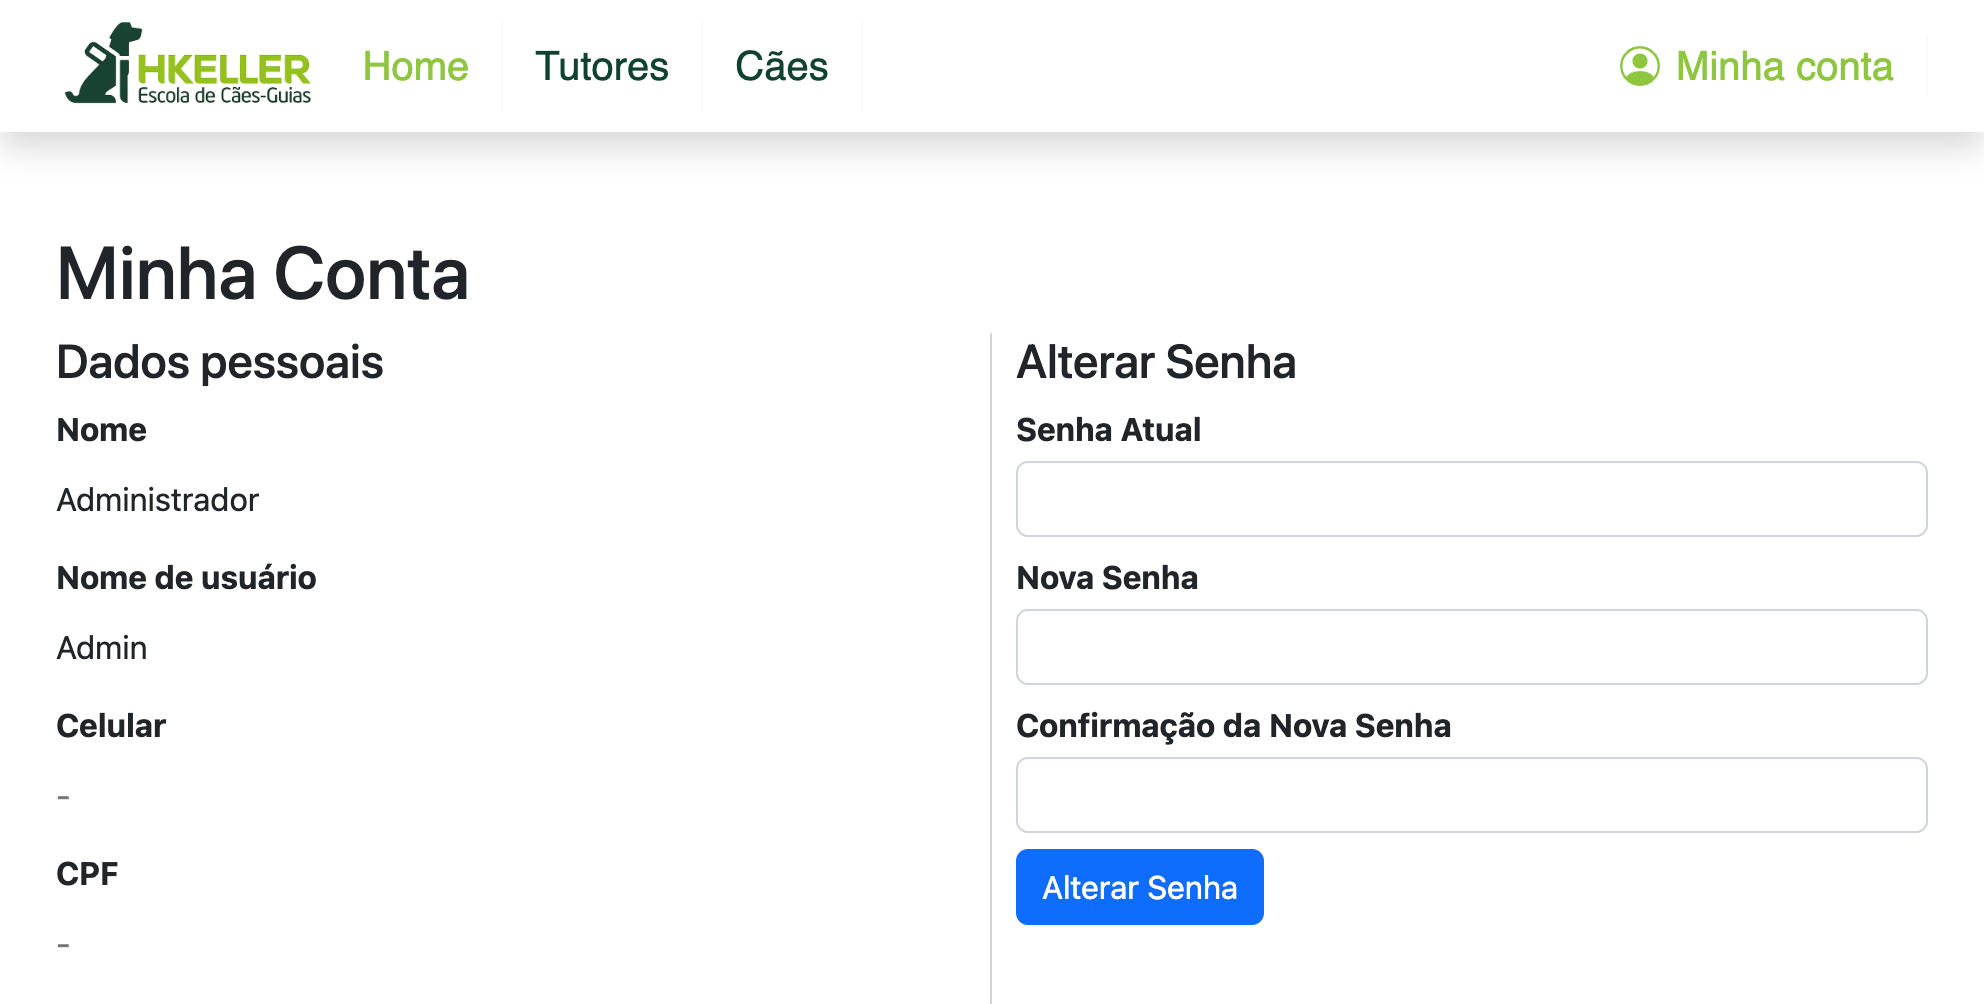 HKELLER
Escola de Cães-Guias
Home
Tutores
Cães
Minha conta
Minha Conta
Dados pessoais
Nome
Administrador
Nome de usuário
Admin
Celular
-
CPF
-
Alterar Senha
Senha Atual
Nova Senha
Confirmação da Nova Senha
Alterar Senha